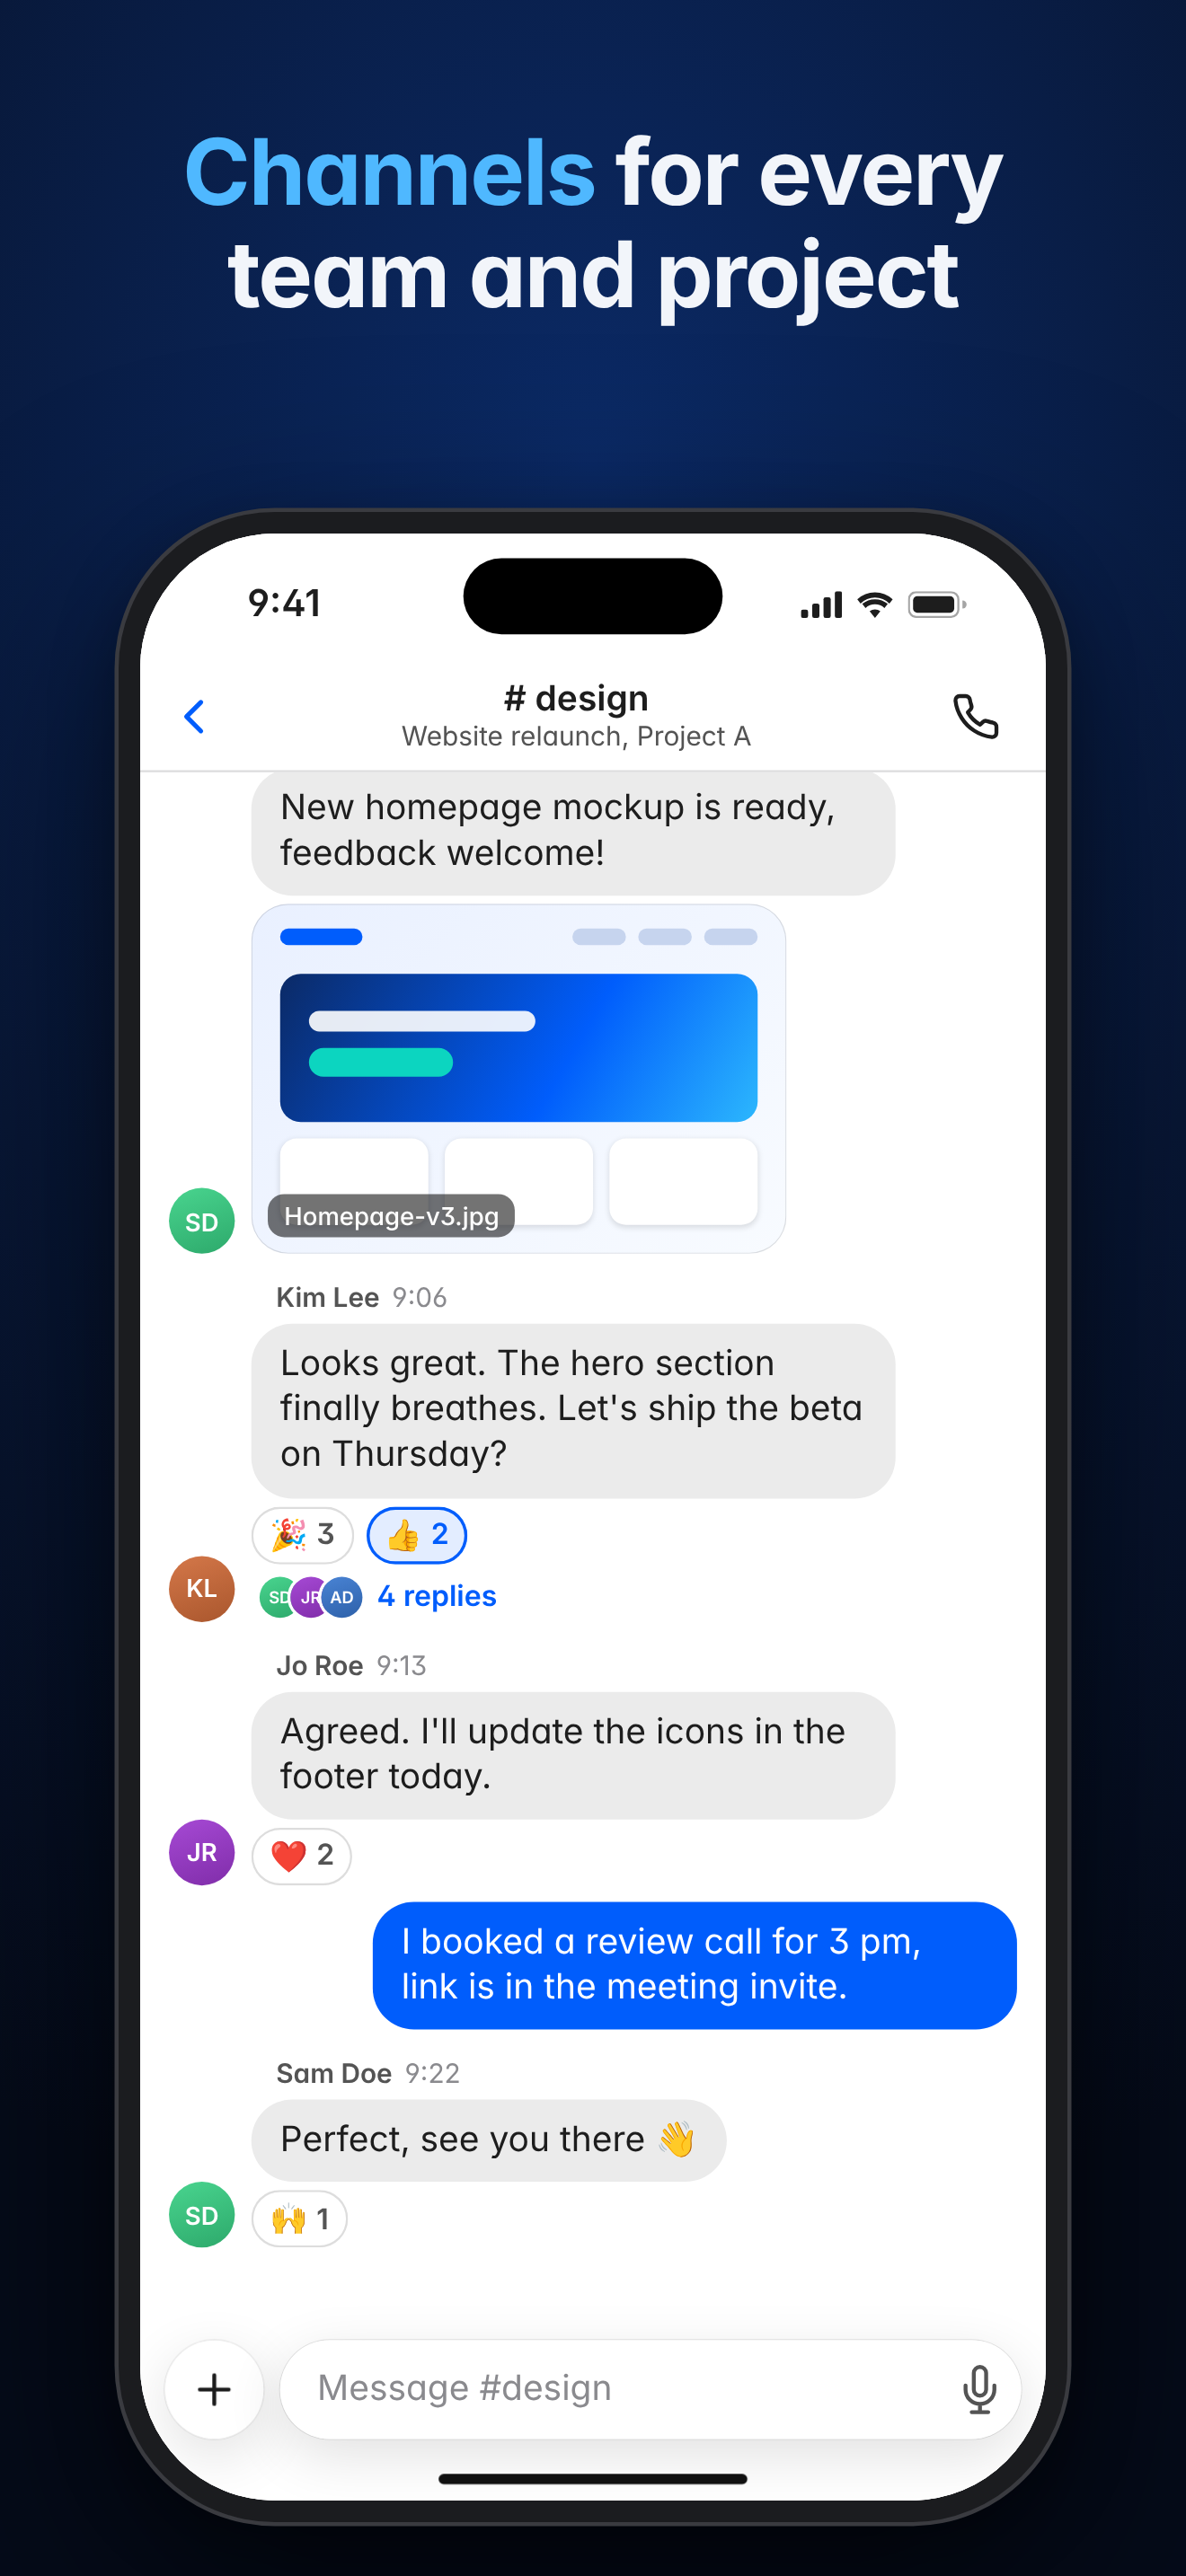 Channels for every
team and project
9:41
# design
Website relaunch, Project A
New homepage mockup is ready,
feedback welcome!
Homepage-v3.jpg
SD
Kim Lee 9:06
Looks great. The hero section
finally breathes. Let's ship the beta
on Thursday?
🎉 3 👍 2
KL
SD JR AD 4 replies
Jo Roe 9:13
Agreed. I'll update the icons in the
footer today.
JR
❤️ 2
I booked a review call for 3 pm,
link is in the meeting invite.
Sam Doe 9:22
Perfect, see you there 👋
SD
🙌 1
Message #design